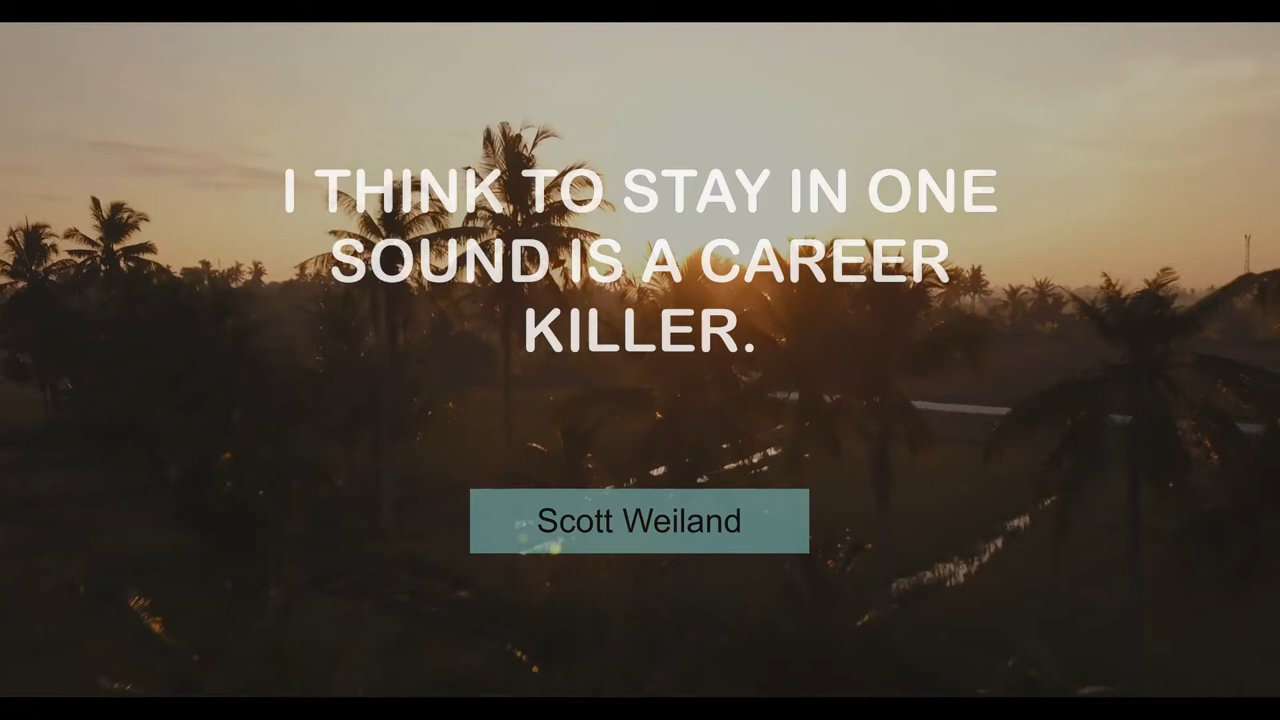 I THINK TO STAY IN ONE
SOUND IS A CAREER
KILLER.
Scott Weiland